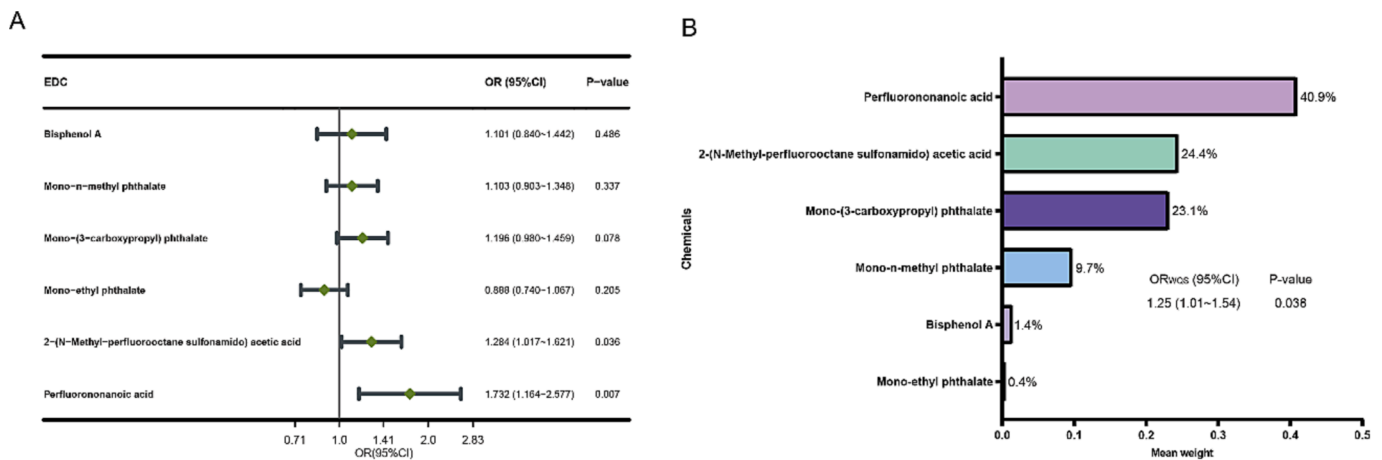 A
EDC OR (95%CI) P−value
Bisphenol A 1.101 (0.840~1.442) 0.486
Mono−n−methyl phthalate 1.103 (0.903~1.348) 0.337
Mono−(3−carboxypropyl) phthalate 1.196 (0.980~1.459) 0.078
Mono−ethyl phthalate 0.888 (0.740~1.067) 0.205
2−(N−Methyl−perfluorooctane sulfonamido) acetic acid 1.284 (1.017~1.621) 0.036
Perfluorononanoic acid 1.732 (1.164~2.577) 0.007
0.71 1.0 1.41 2.0 2.83
OR(95%CI)
B
Chemicals
Perfluorononanoic acid 40.9%
2-(N-Methyl-perfluorooctane sulfonamido) acetic acid 24.4%
Mono-(3-carboxypropyl) phthalate 23.1%
Mono-n-methyl phthalate 9.7%
ORWQS (95%CI) P-value
1.25 (1.01~1.54) 0.038
Bisphenol A 1.4%
Mono-ethyl phthalate 0.4%
0.0 0.1 0.2 0.3 0.4 0.5
Mean weight